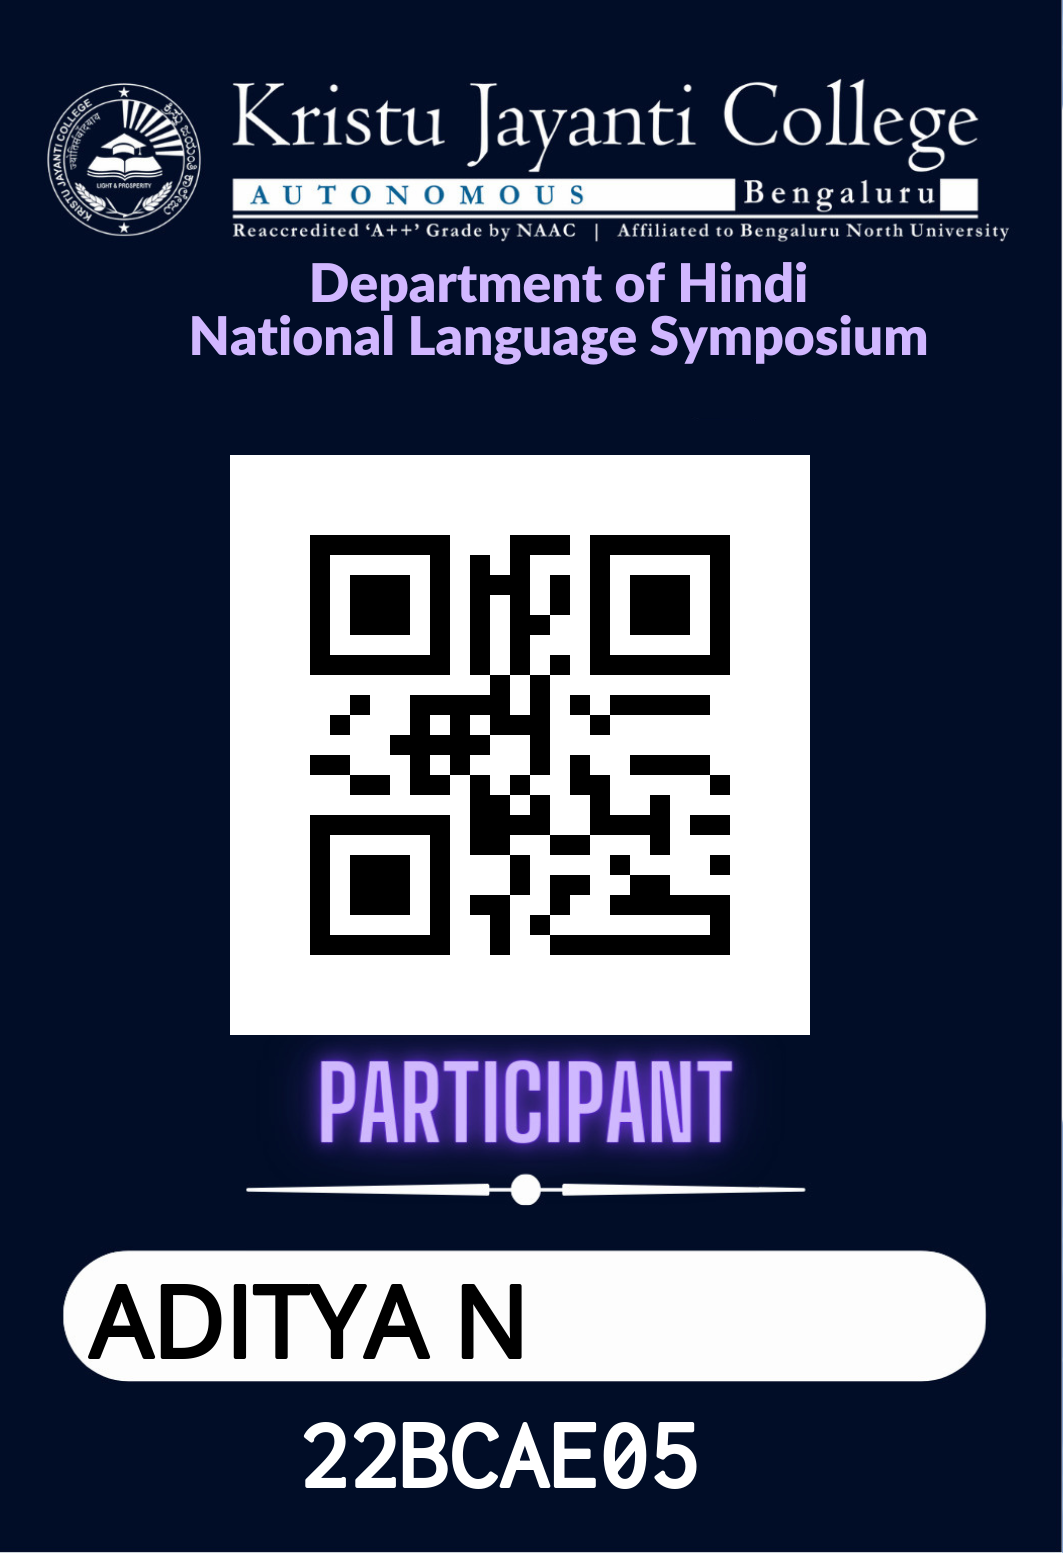 KRISTU JAYANTI COLLEGE
LIGHT & PROSPERITY
Kristu Jayanti College
AUTONOMOUS Bengaluru
Reaccredited ‘A++’ Grade by NAAC | Affiliated to Bengaluru North University
Department of Hindi
National Language Symposium
PARTICIPANT
ADITYA N
22BCAE05